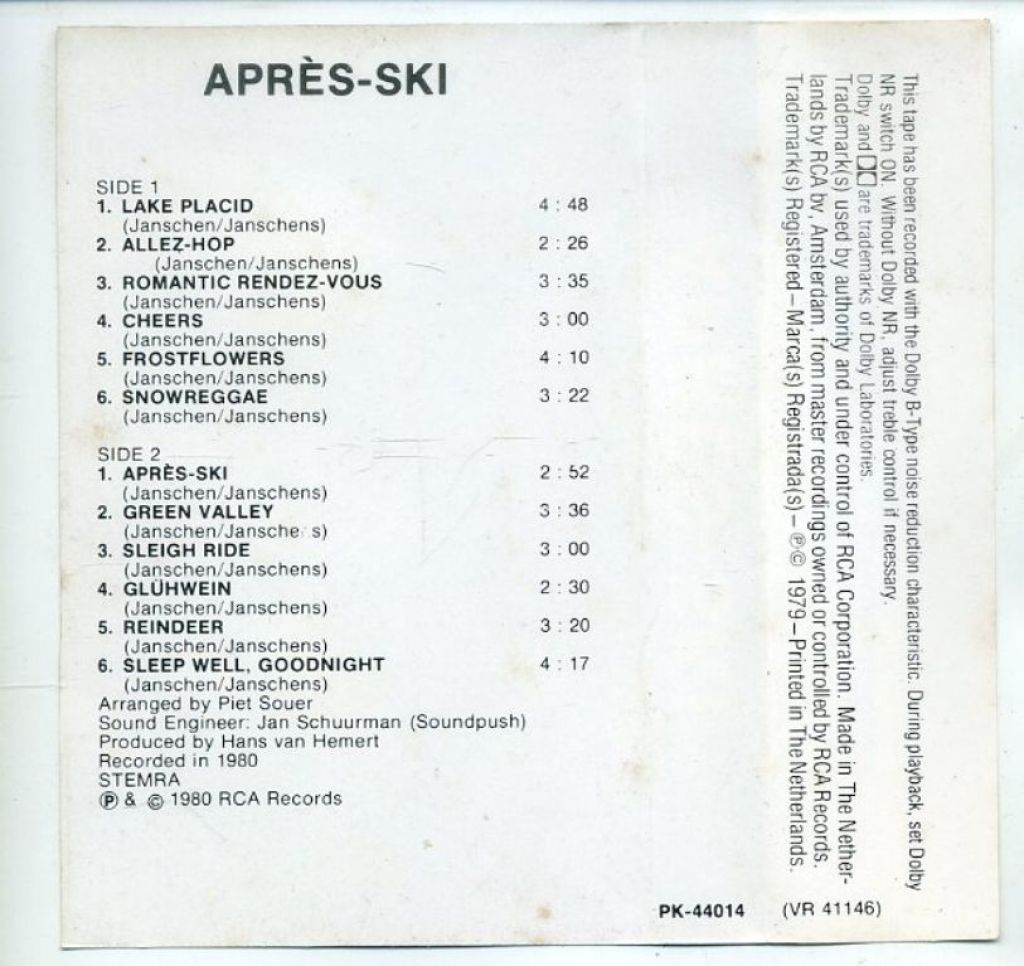 APRÈS-SKI
SIDE 1
1. LAKE PLACID 4 : 48
(Janschen/Janschens)
2. ALLEZ-HOP 2 : 26
(Janschen/Janschens)
3. ROMANTIC RENDEZ-VOUS 3 : 35
(Janschen/Janschens)
4. CHEERS 3 : 00
(Janschen/Janschens)
5. FROSTFLOWERS 4 : 10
(Janschen/Janschens)
6. SNOWREGGAE 3 : 22
(Janschen/Janschens)
SIDE 2
1. APRÈS-SKI 2 : 52
(Janschen/Janschens)
2. GREEN VALLEY 3 : 36
(Janschen/Janschens)
3. SLEIGH RIDE 3 : 00
(Janschen/Janschens)
4. GLÜHWEIN 2 : 30
(Janschen/Janschens)
5. REINDEER 3 : 20
(Janschen/Janschens)
6. SLEEP WELL, GOODNIGHT 4 : 17
(Janschen/Janschens)
Arranged by Piet Souer
Sound Engineer: Jan Schuurman (Soundpush)
Produced by Hans van Hemert
Recorded in 1980
STEMRA
℗ & © 1980 RCA Records
PK-44014 (VR 41146)
This tape has been recorded with the Dolby B-Type noise reduction characteristic. During playback, set Dolby
NR switch ON. Without Dolby NR, adjust treble control if necessary.
Dolby and are trademarks of Dolby Laboratories.
Trademark(s) used by authority and under control of RCA Corporation. Made in The Nether-
lands by RCA bv, Amsterdam, from master recordings owned or controlled by RCA Records.
Trademark(s) Registered – Marca(s) Registrada(s) – ℗© 1979 – Printed in The Netherlands.